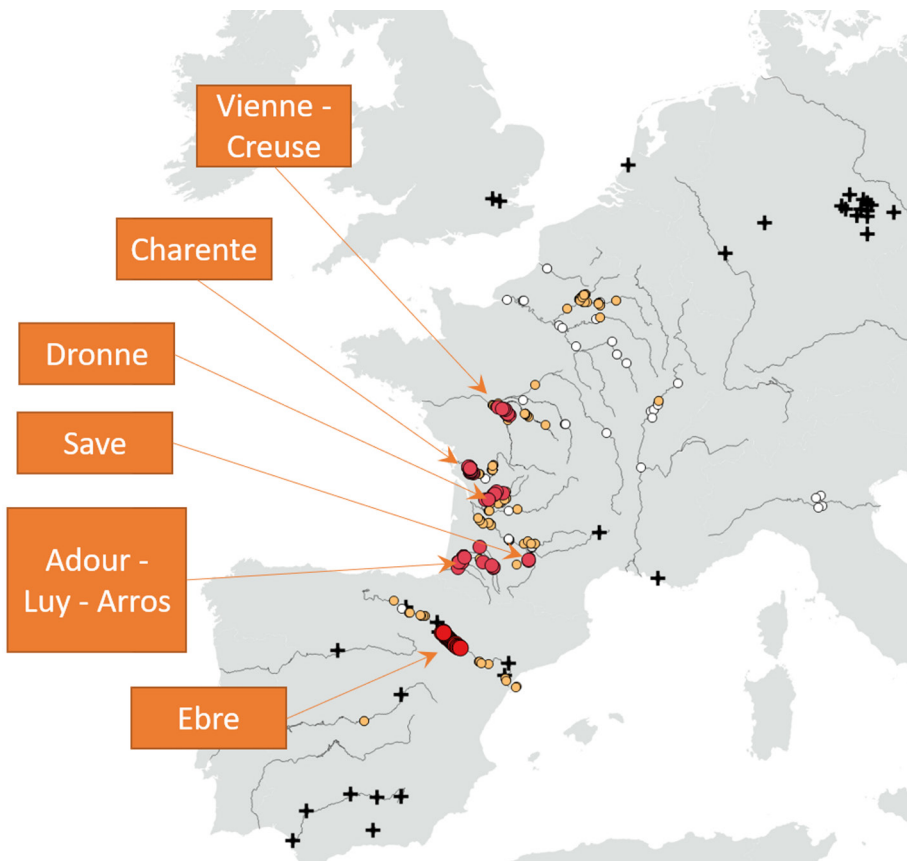 Vienne -
Creuse
Charente
Dronne
Save
Adour -
Luy - Arros
Ebre